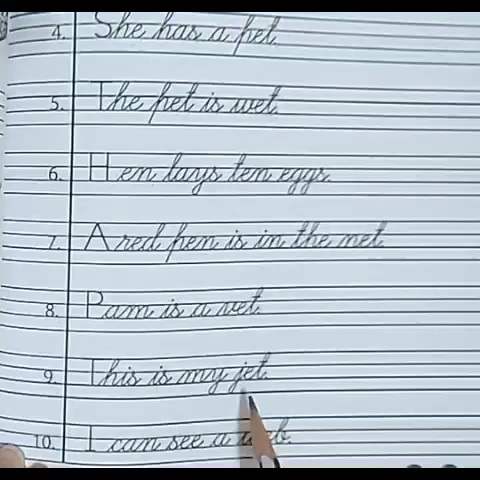 4. She has a pet.
5. The pet is wet.
6. Hen lays ten eggs.
7. A red pen is in the net.
8. Pam is a vet.
9. This is my jet.
10. I can see a web.